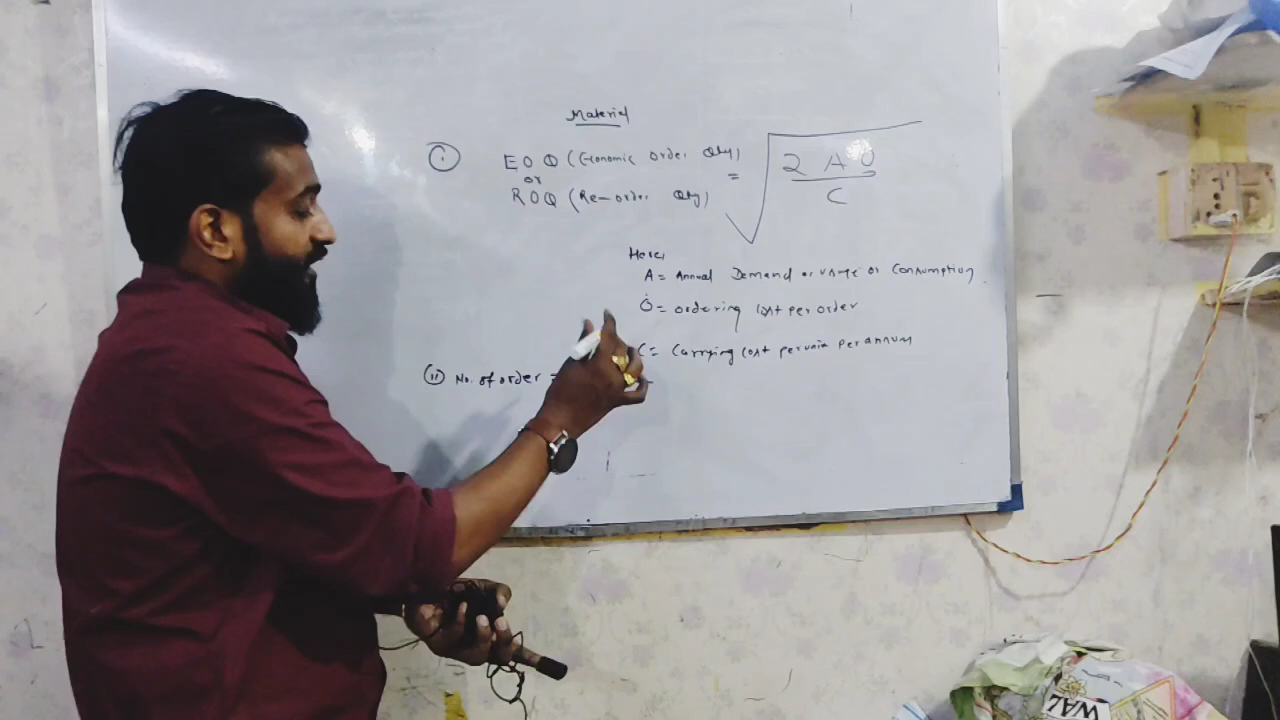 Material
(i) EOQ (Economic order Qty)
or
ROQ (Re-order Qty)
= √ 2 A O
C
Here,
A = Annual Demand or usage or Consumption
O = ordering cost per order
C = Carrying cost per unit per annum
(ii) No. of order =
WAL